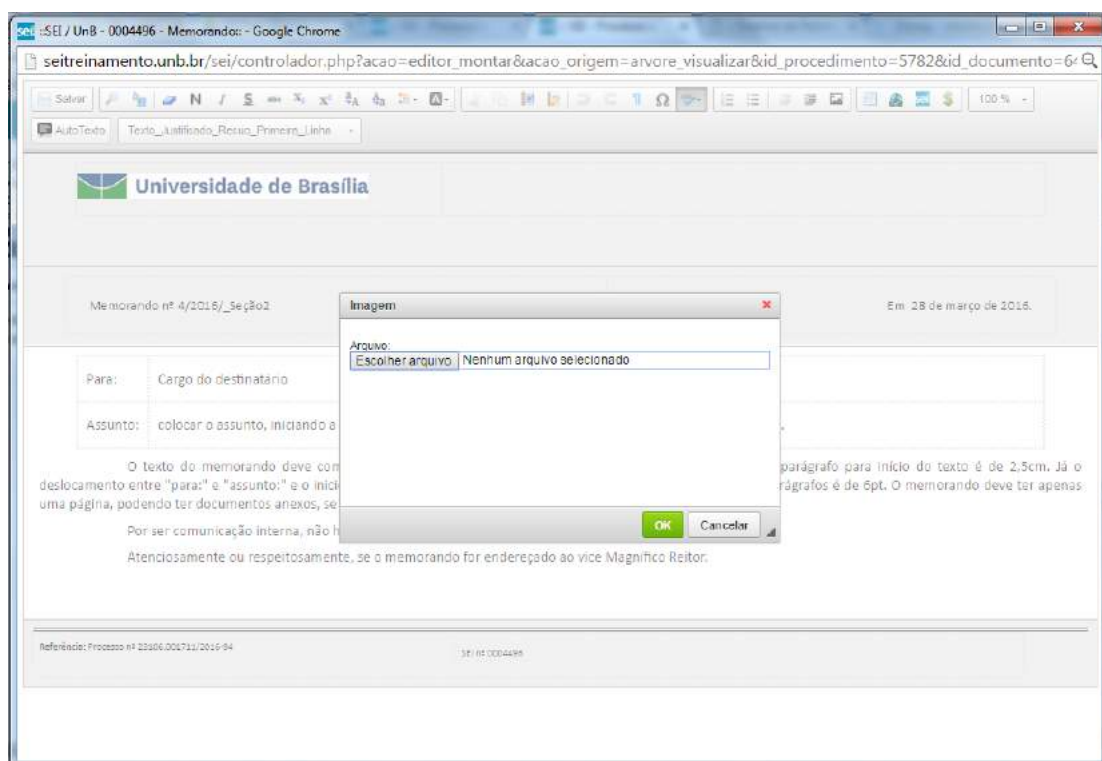 sei. ::SEI / UnB - 0004496 - Memorando:: - Google Chrome
seitreinamento.unb.br/sei/controlador.php?acao=editor_montar&acao_origem=arvore_visualizar&id_procedimento=5782&id_documento=64
Salvar N I S 100 %
AutoTexto Texto_Justificado_Recuo_Primeira_Linha
Universidade de Brasília
Memorando nº 4/2016/_Seção2
Em 28 de março de 2016.
Imagem
Arquivo:
Escolher arquivo Nenhum arquivo selecionado
Para: Cargo do destinatário
Assunto: colocar o assunto, iniciando a
O texto do memorando deve con parágrafo para início do texto é de 2,5cm. Já o
deslocamento entre "para:" e "assunto:" e o iníci rágrafos é de 6pt. O memorando deve ter apenas
uma página, podendo ter documentos anexos, se
OK Cancelar
Por ser comunicação interna, não h
Atenciosamente ou respeitosamente, se o memorando for endereçado ao vice Magnífico Reitor.
Referência: Processo nº 23106.001711/2016-94
SEI nº 0004496